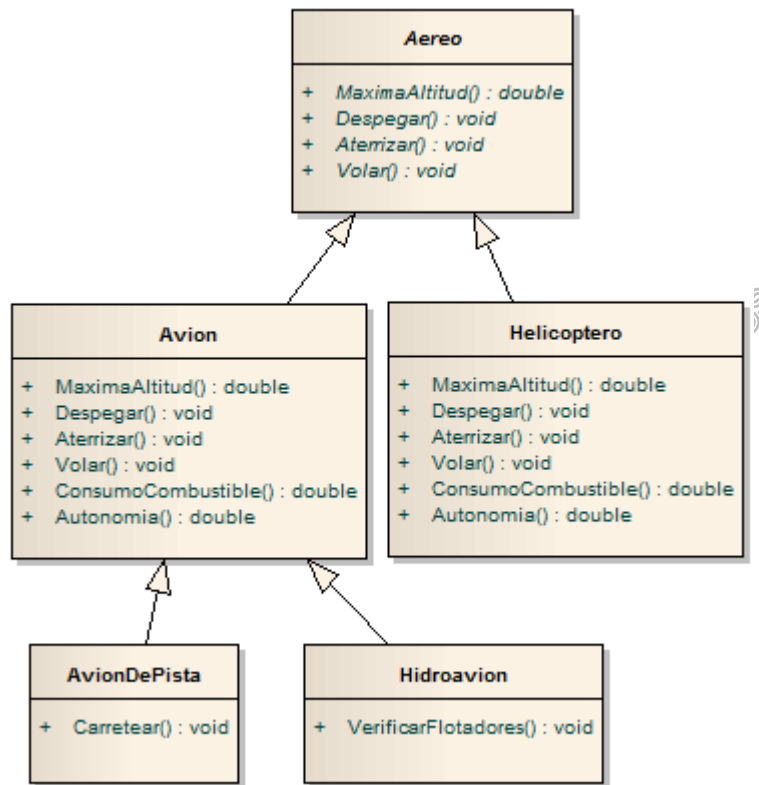 Aereo
+ MaximaAltitud() : double
+ Despegar() : void
+ Aterrizar() : void
+ Volar() : void
Avion
+ MaximaAltitud() : double
+ Despegar() : void
+ Aterrizar() : void
+ Volar() : void
+ ConsumoCombustible() : double
+ Autonomia() : double
Helicoptero
+ MaximaAltitud() : double
+ Despegar() : void
+ Aterrizar() : void
+ Volar() : void
+ ConsumoCombustible() : double
+ Autonomia() : double
AvionDePista
+ Carretear() : void
Hidroavion
+ VerificarFlotadores() : void